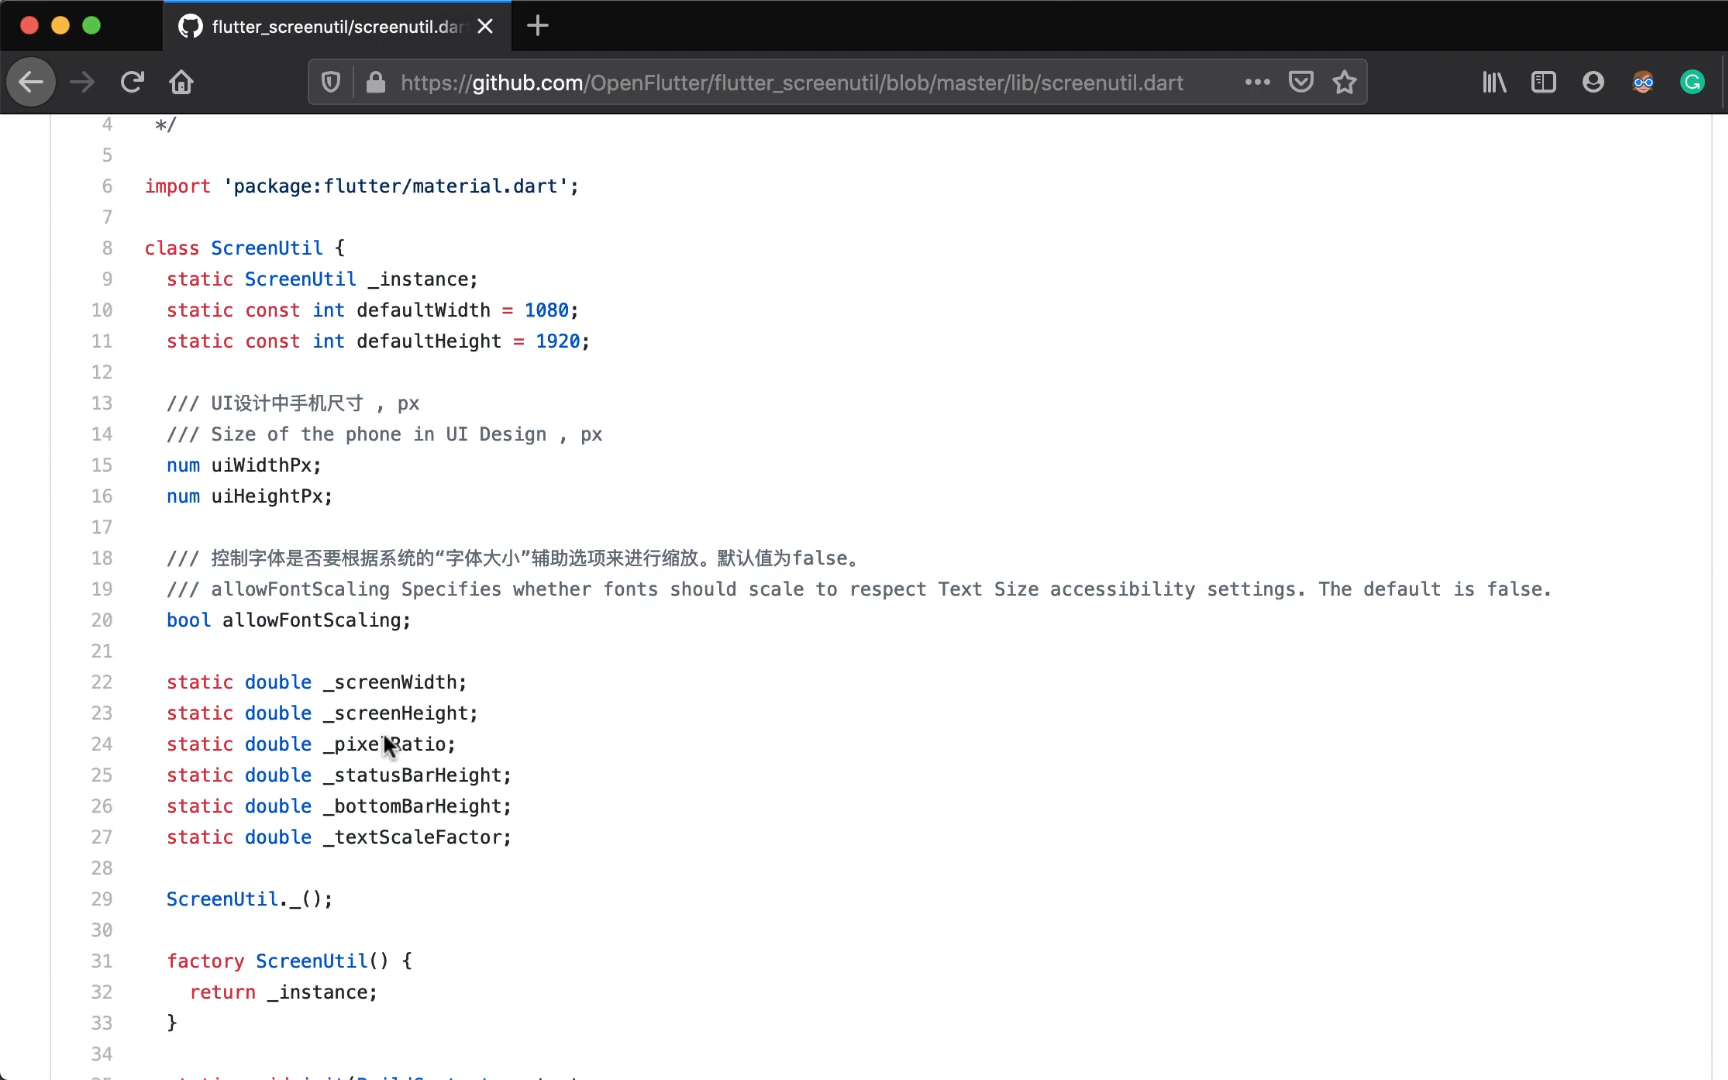 flutter_screenutil/screenutil.da
https://github.com/OpenFlutter/flutter_screenutil/blob/master/lib/screenutil.dart
4 */
5
6 import 'package:flutter/material.dart';
7
8 class ScreenUtil {
9 static ScreenUtil _instance;
10 static const int defaultWidth = 1080;
11 static const int defaultHeight = 1920;
12
13 /// UI设计中手机尺寸 , px
14 /// Size of the phone in UI Design , px
15 num uiWidthPx;
16 num uiHeightPx;
17
18 /// 控制字体是否要根据系统的“字体大小”辅助选项来进行缩放。默认值为false。
19 /// allowFontScaling Specifies whether fonts should scale to respect Text Size accessibility settings. The default is false.
20 bool allowFontScaling;
21
22 static double _screenWidth;
23 static double _screenHeight;
24 static double _pixelRatio;
25 static double _statusBarHeight;
26 static double _bottomBarHeight;
27 static double _textScaleFactor;
28
29 ScreenUtil._();
30
31 factory ScreenUtil() {
32 return _instance;
33 }
34